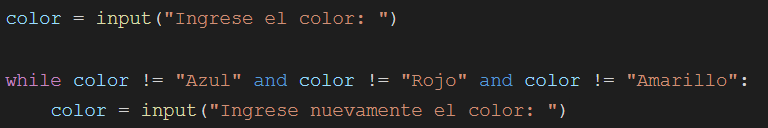 color = input("Ingrese el color: ")
while color != "Azul" and color != "Rojo" and color != "Amarillo":
    color = input("Ingrese nuevamente el color: ")